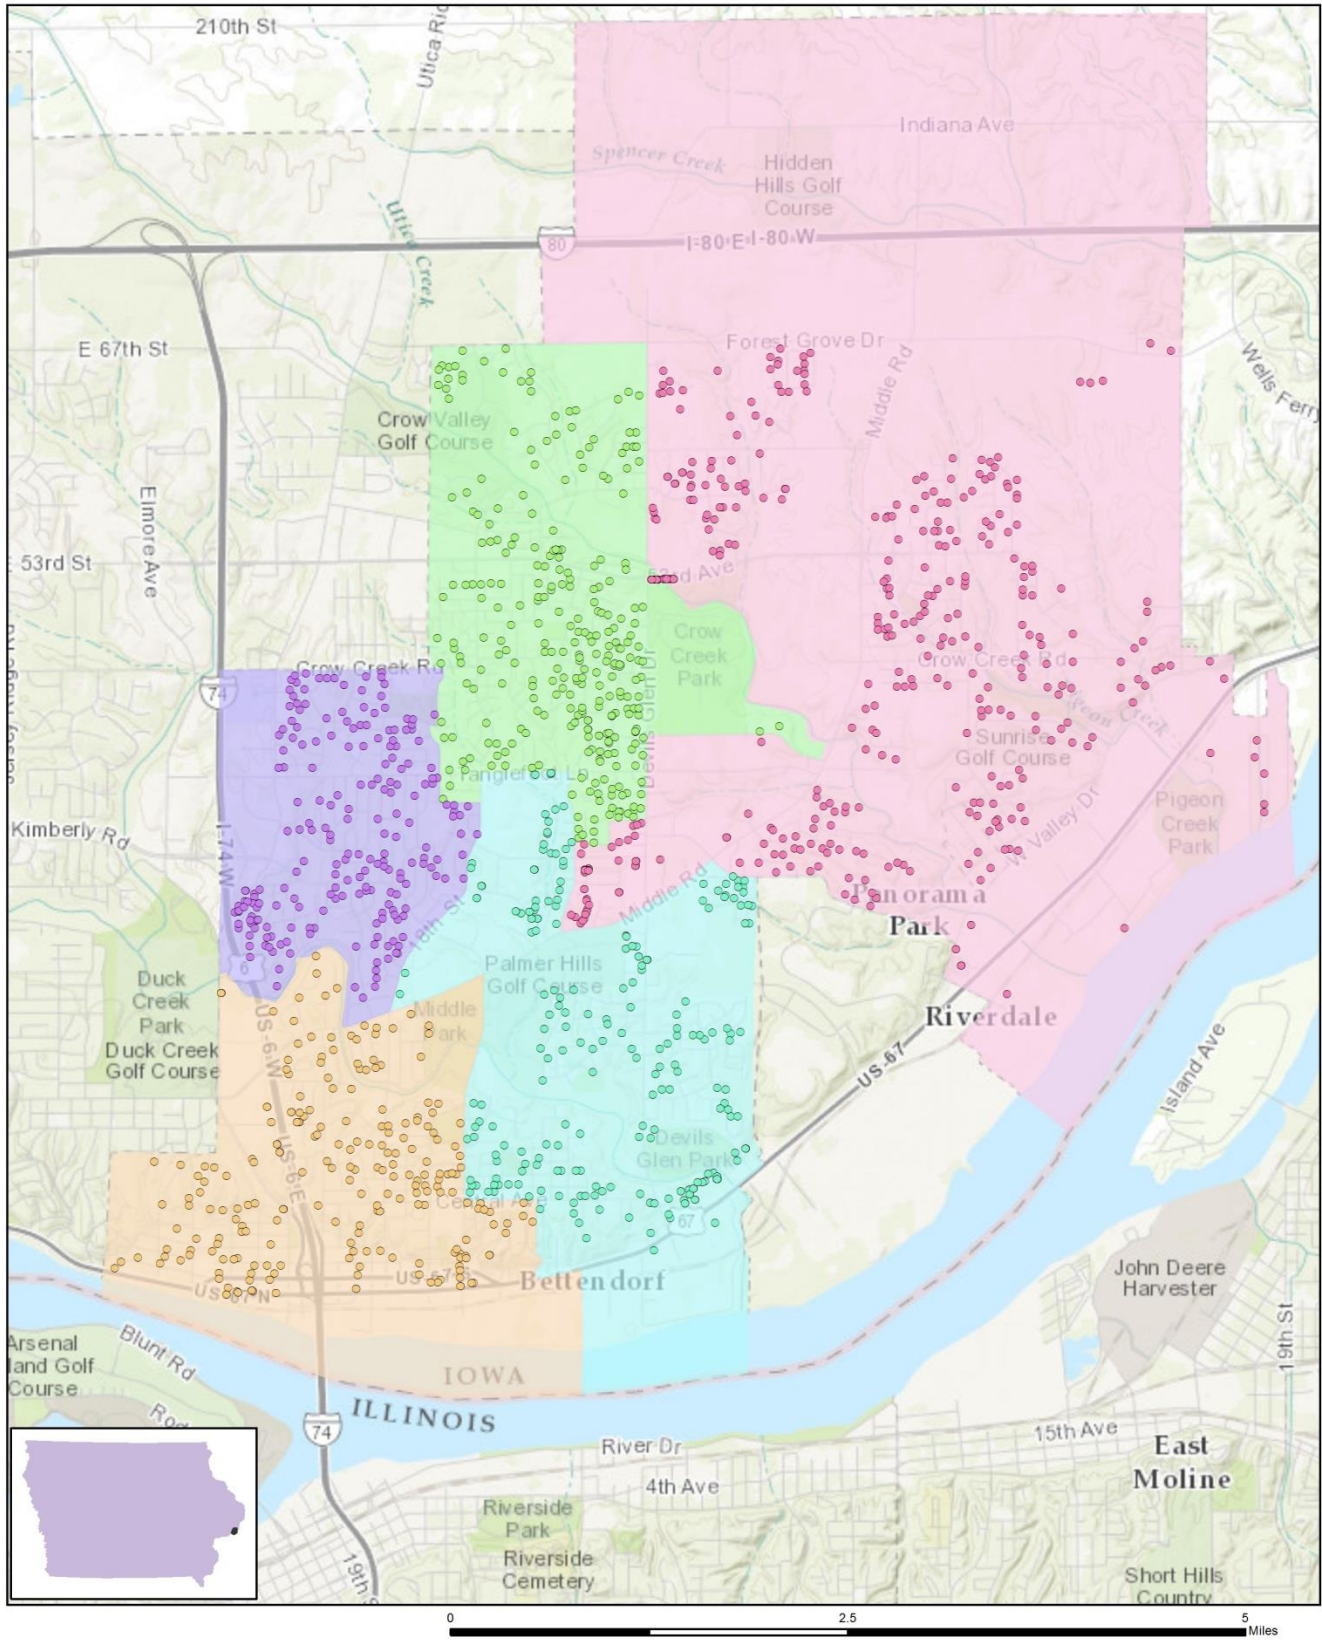 210th St
Utica Ri
Indiana Ave
Spencer Creek
Hidden
Hills Golf
Course
Utica Creek
80
I-80 E I-80 W
E 67th St
Forest Grove Dr
Wells Ferry
Middle Rd
Crow Valley
Golf Course
Elmore Ave
53rd St
53rd Ave
Crow
Creek
Park
Crow Creek Rd
Crow Creek Rd
74
Devils Glen Dr
Pigeon Creek
Sunrise
Golf Course
Tanglefoot Ln
Kimberly Rd
I-74 W
W Valley Dr
Pigeon
Creek
Park
Middle Rd
Panorama
Park
18th St
6
Duck
Creek
Park
Duck Creek
Golf Course
Palmer Hills
Golf Course
Middle
Park
US-6 W
Riverdale
US-67
Island Ave
US-6 E
Devils
Glen Park
Central Ave
67
US-67 N
US-67 S
Bettendorf
John Deere
Harvester
19th St
Arsenal
land Golf
Course
Blunt Rd
IOWA
ILLINOIS
Rod
74
River Dr
15th Ave
4th Ave
East
Moline
Riverside
Park
Riverside
Cemetery
19th S
Short Hills
Country
0 2.5 5
Miles